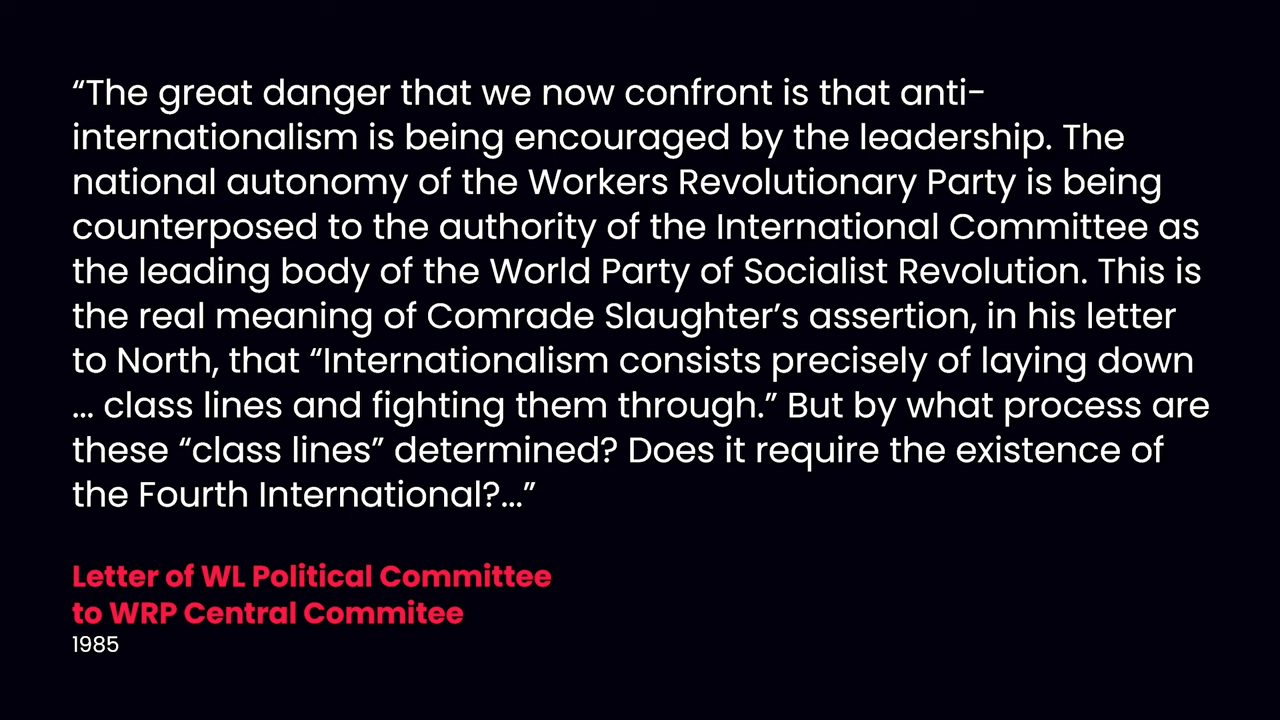 “The great danger that we now confront is that anti-
internationalism is being encouraged by the leadership. The
national autonomy of the Workers Revolutionary Party is being
counterposed to the authority of the International Committee as
the leading body of the World Party of Socialist Revolution. This is
the real meaning of Comrade Slaughter’s assertion, in his letter
to North, that “Internationalism consists precisely of laying down
... class lines and fighting them through.” But by what process are
these “class lines” determined? Does it require the existence of
the Fourth International?...”
Letter of WL Political Committee
to WRP Central Commitee
1985